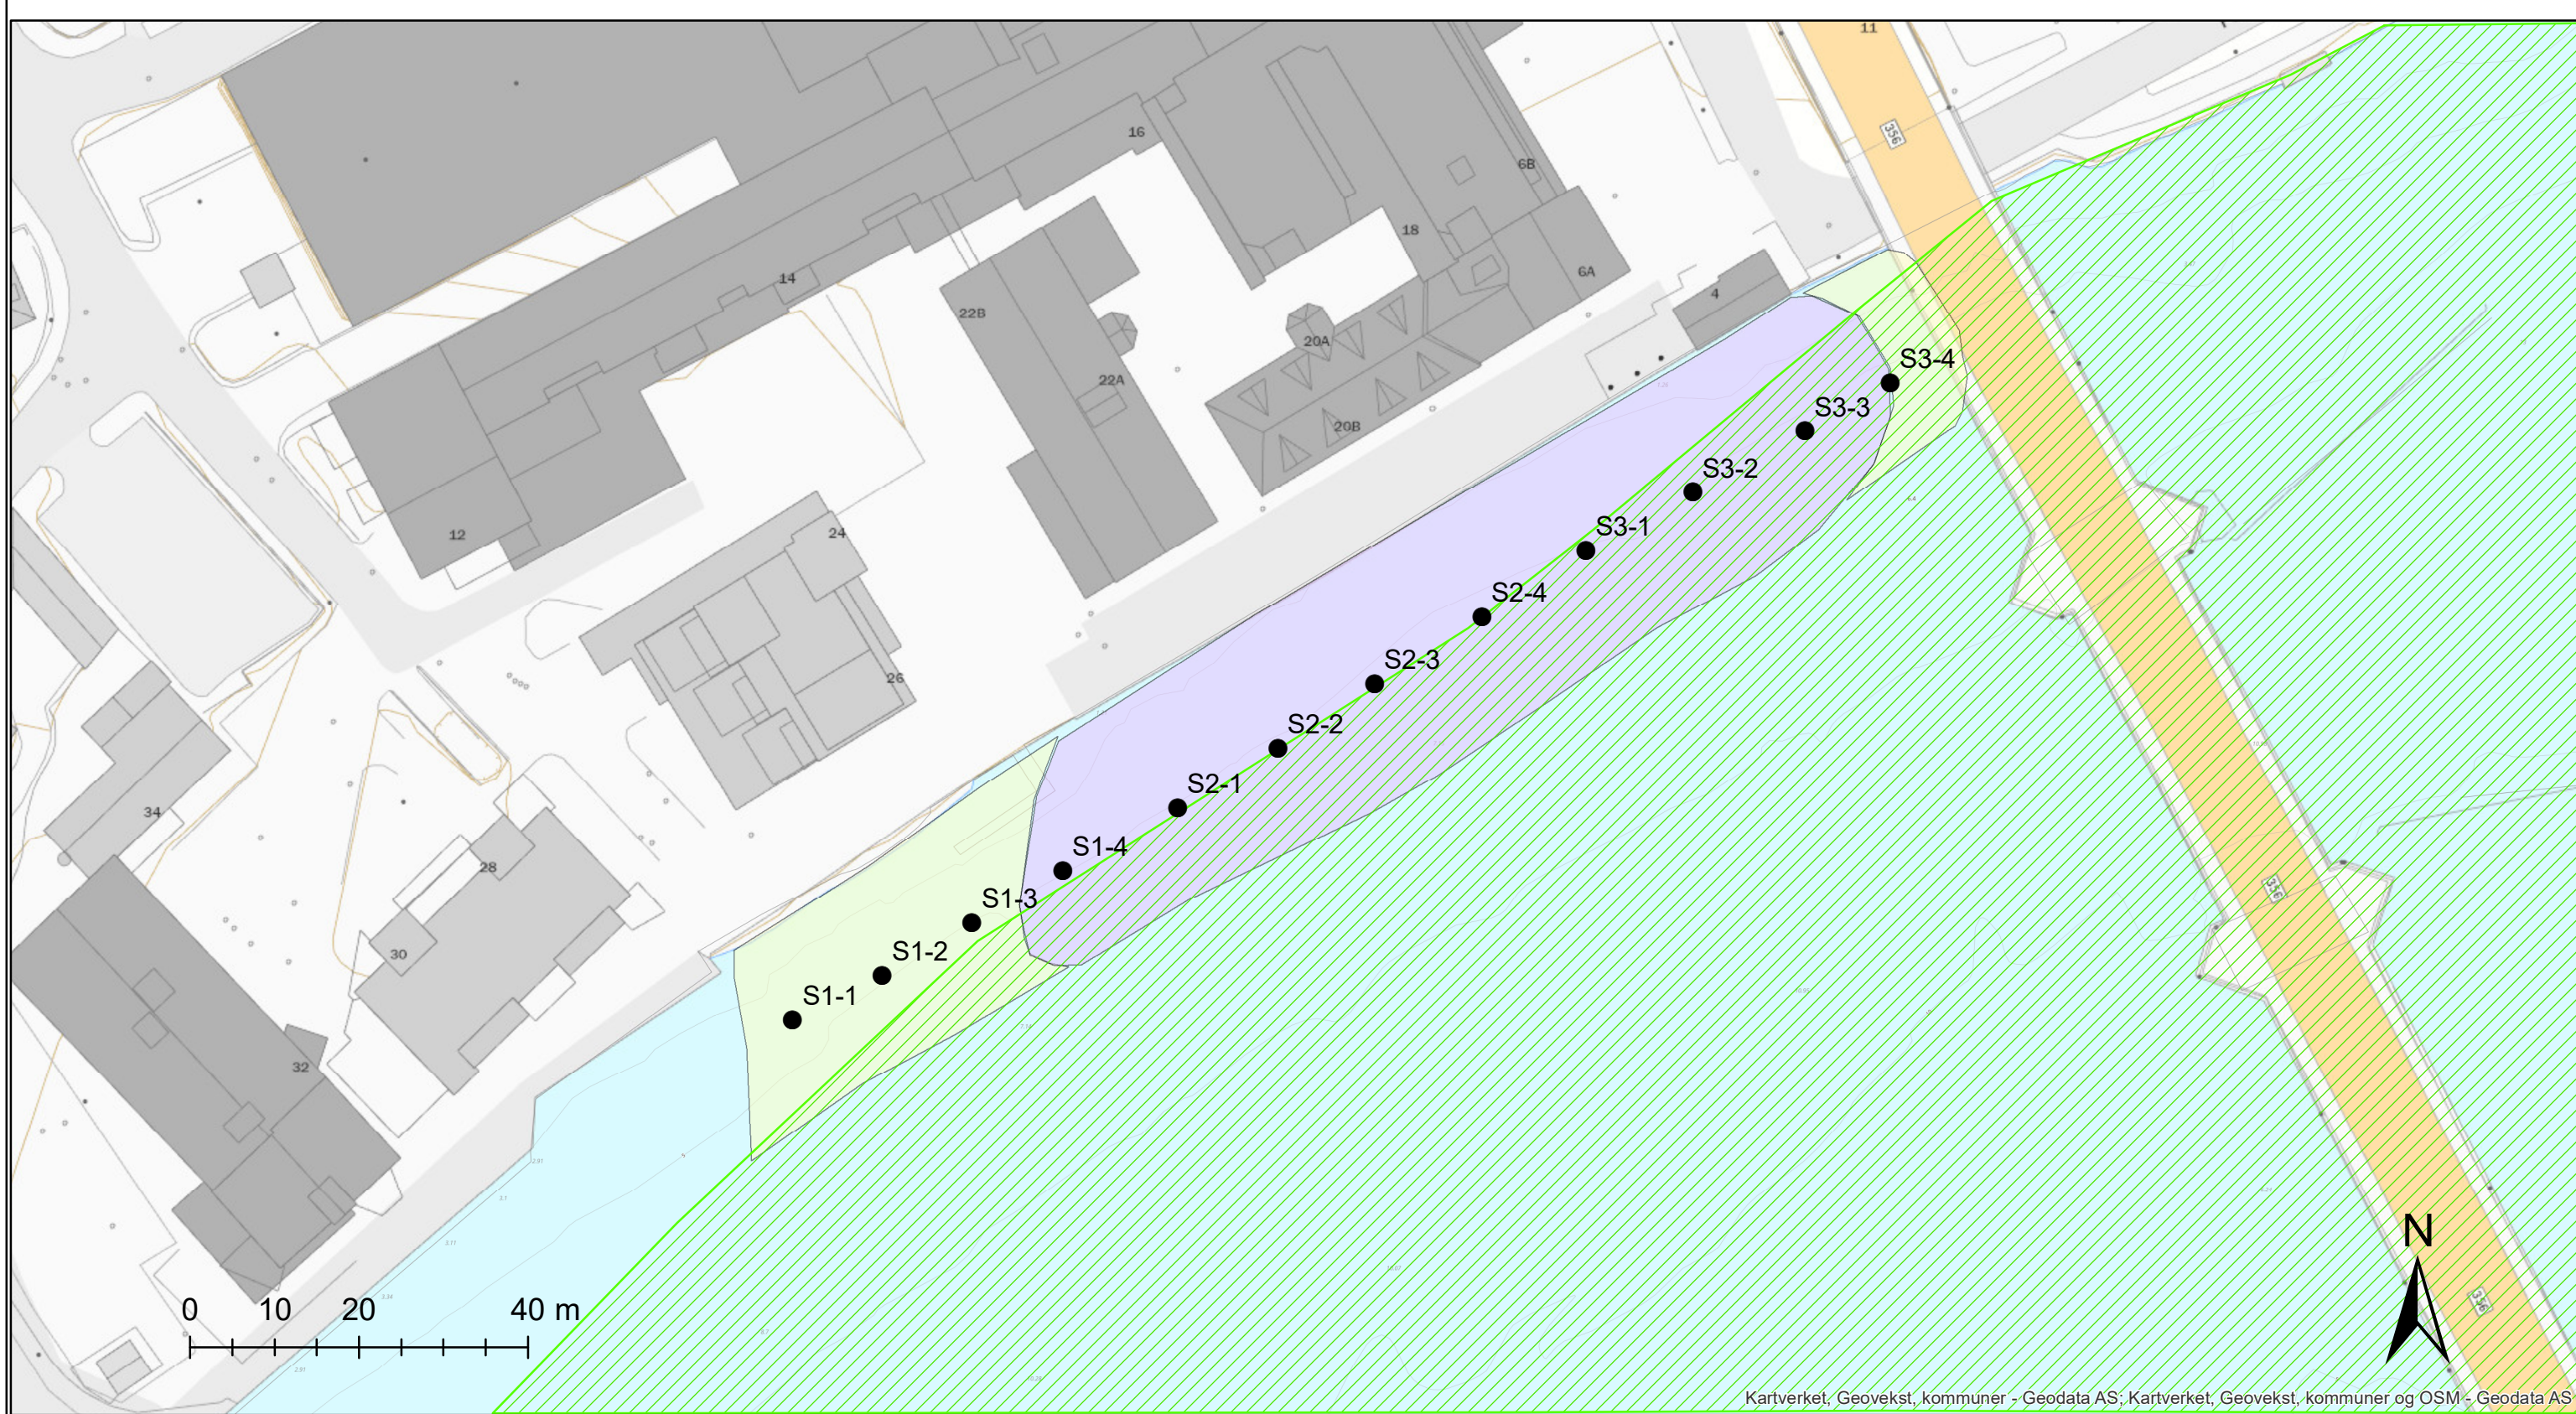 11
356
16
6B
18
6A
14
4
22B
20A
S3-4
22A
S3-3
20B
S3-2
12
24
S3-1
S2-4
S2-3
26
S2-2
S2-1
34
S1-4
28
356
S1-3
S1-2
30
S1-1
32
N
0 10 20 40 m
356
Kartverket, Geovekst, kommuner - Geodata AS; Kartverket, Geovekst, kommuner og OSM - Geodata AS